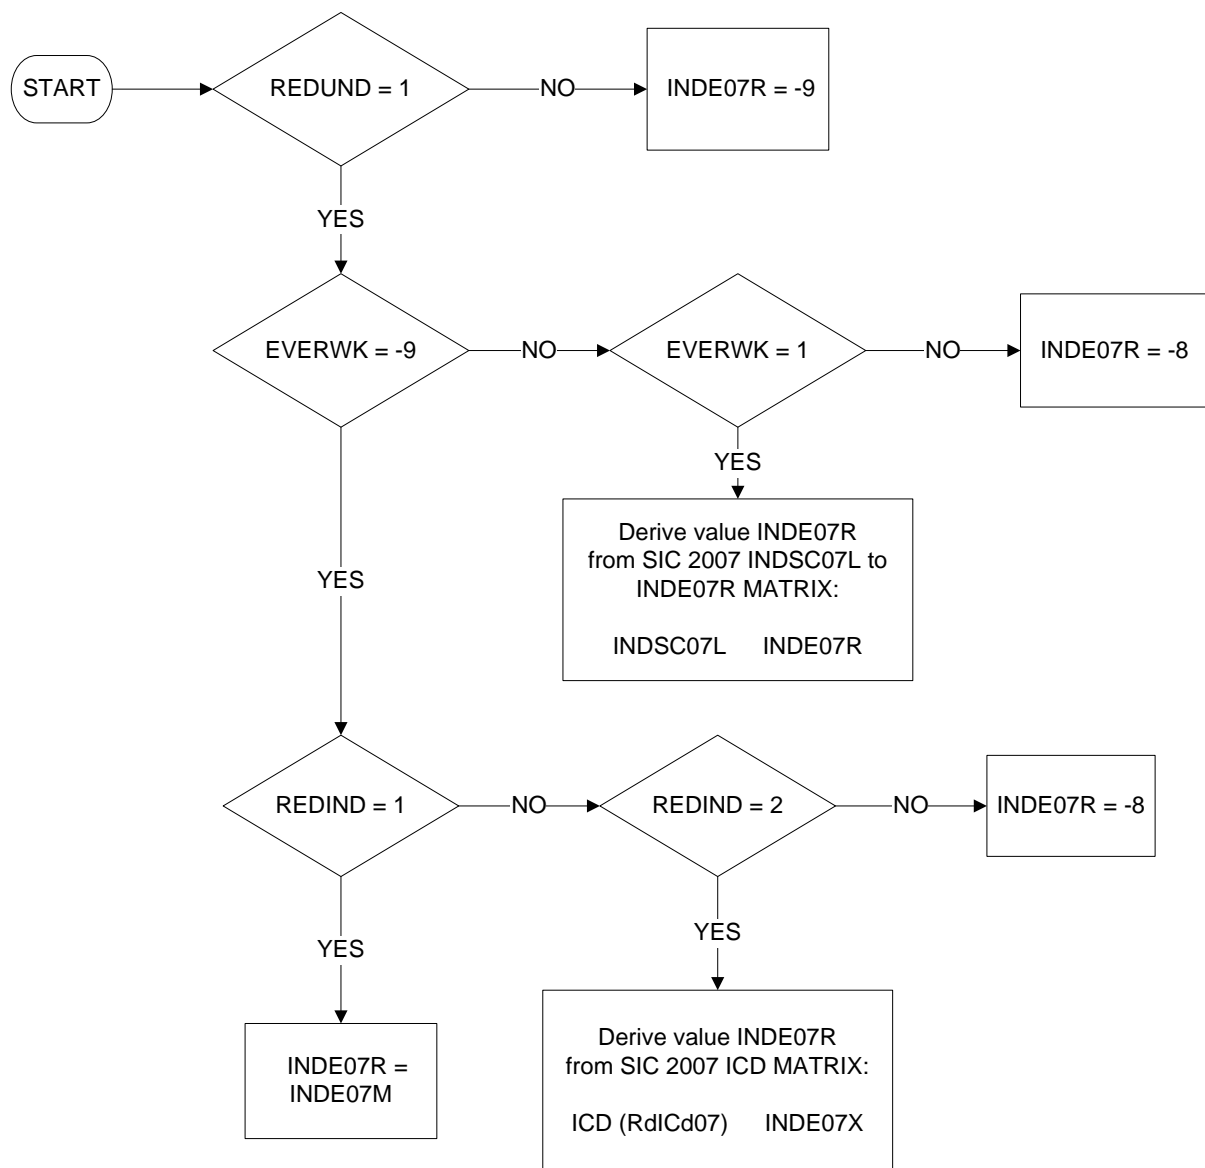 START
REDUND = 1
NO
INDE07R = -9
YES
EVERWK = -9
NO
EVERWK = 1
NO
INDE07R = -8
YES
Derive value INDE07R
from SIC 2007 INDSC07L to
INDE07R MATRIX:
INDSC07L INDE07R
YES
REDIND = 1
NO
REDIND = 2
NO
INDE07R = -8
YES
INDE07R =
INDE07M
YES
Derive value INDE07R
from SIC 2007 ICD MATRIX:
ICD (RdICd07) INDE07X